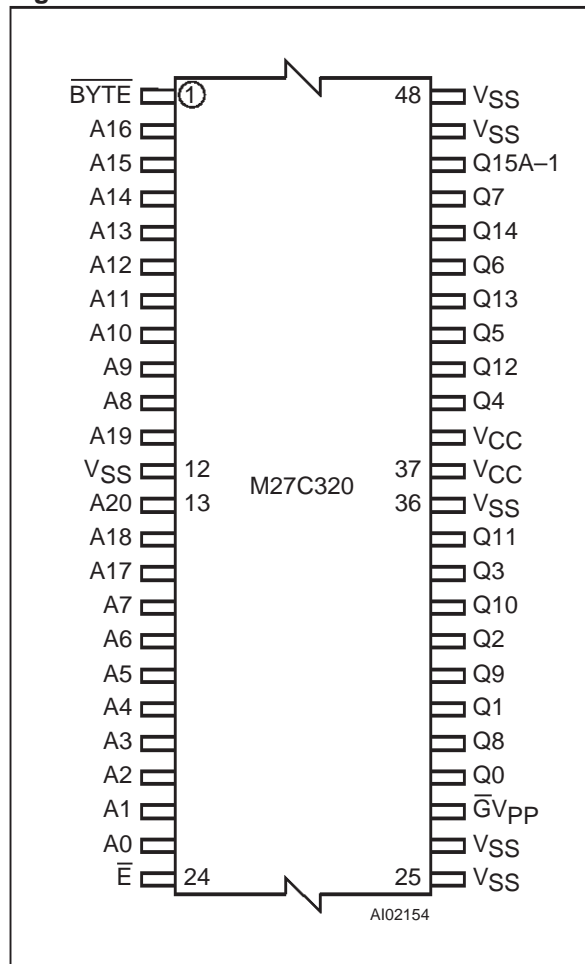 BYTE 1 48 VSS
A16 VSS
A15 Q15A–1
A14 Q7
A13 Q14
A12 Q6
A11 Q13
A10 Q5
A9 Q12
A8 Q4
A19 VCC
VSS 12 37 VCC
M27C320
A20 13 36 VSS
A18 Q11
A17 Q3
A7 Q10
A6 Q2
A5 Q9
A4 Q1
A3 Q8
A2 Q0
A1 GVPP
A0 VSS
E 24 25 VSS
AI02154